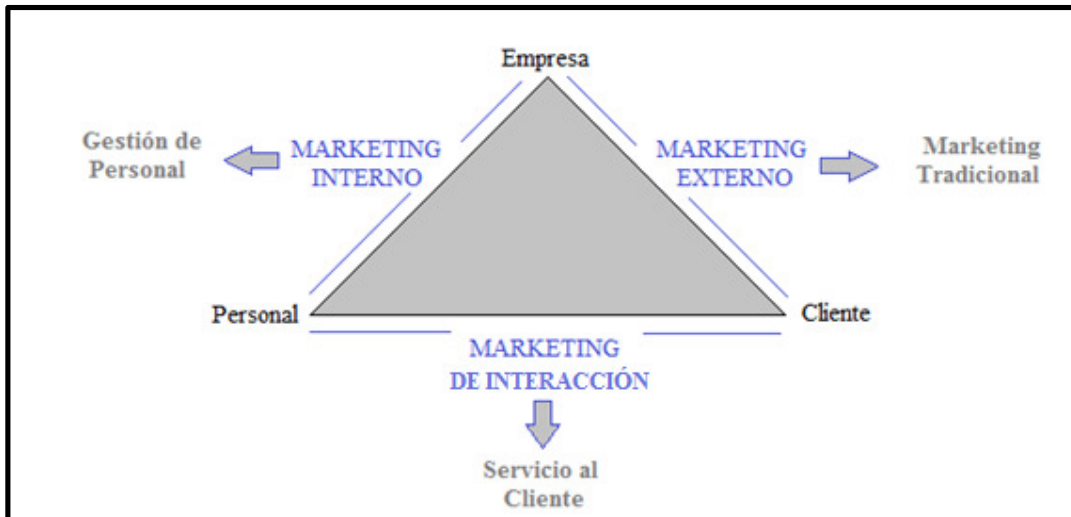 Empresa
Gestión de
Personal
MARKETING
INTERNO
MARKETING
EXTERNO
Marketing
Tradicional
Personal
Cliente
MARKETING
DE INTERACCIÓN
Servicio al
Cliente